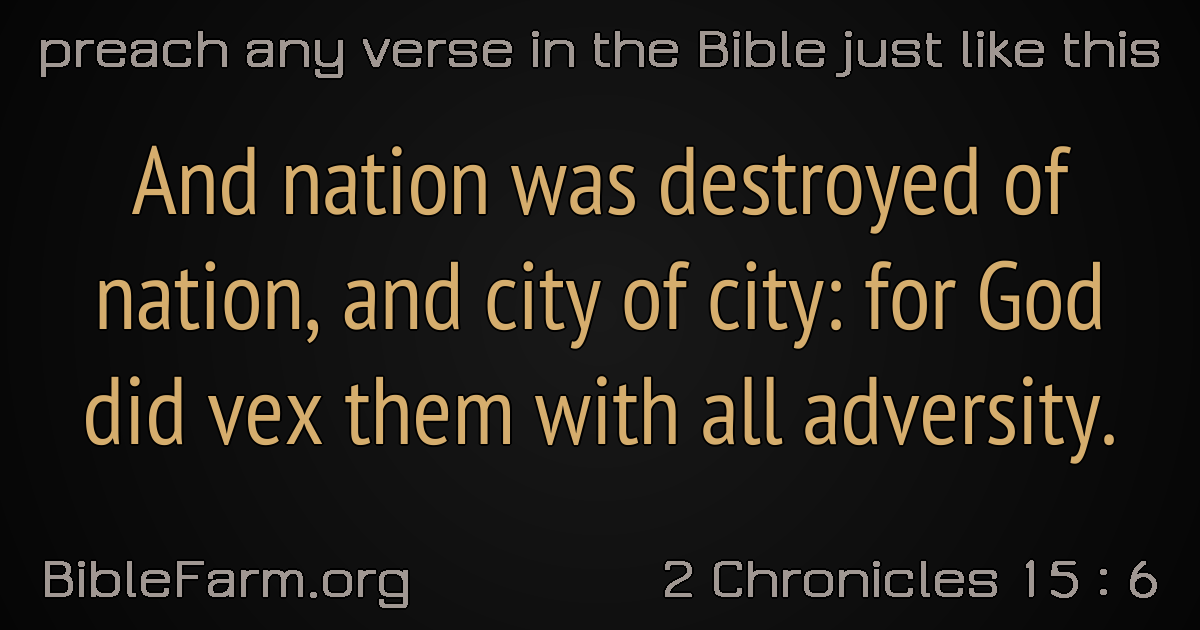 preach any verse in the Bible just like this
And nation was destroyed of
nation, and city of city: for God
did vex them with all adversity.
BibleFarm.org
2 Chronicles 15 : 6